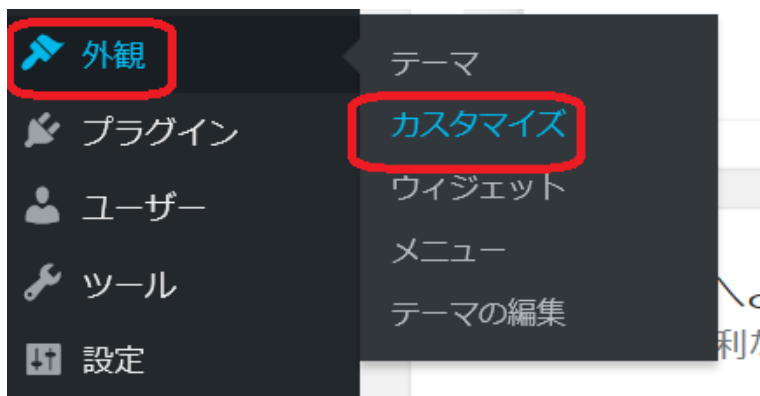 外観
プラグイン
ユーザー
ツール
設定
テーマ
カスタマイズ
ウィジェット
メニュー
テーマの編集
利